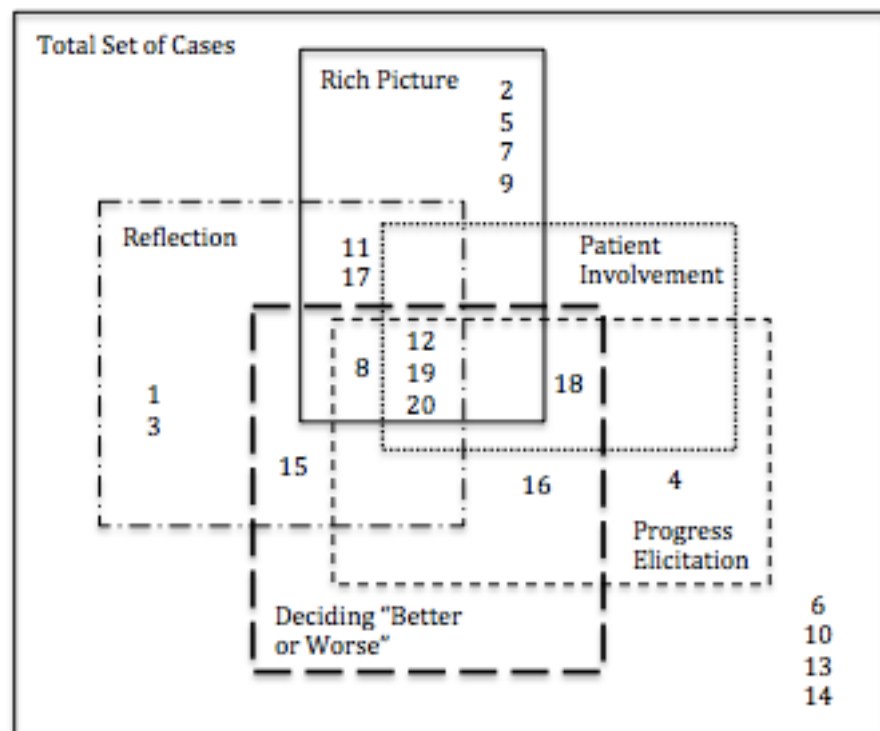 Total Set of Cases
Rich Picture
2
5
7
9
Reflection
11
17
Patient
Involvement
12
8
19
18
20
1
3
15
16
4
Progress
Elicitation
Deciding “Better
or Worse”
6
10
13
14